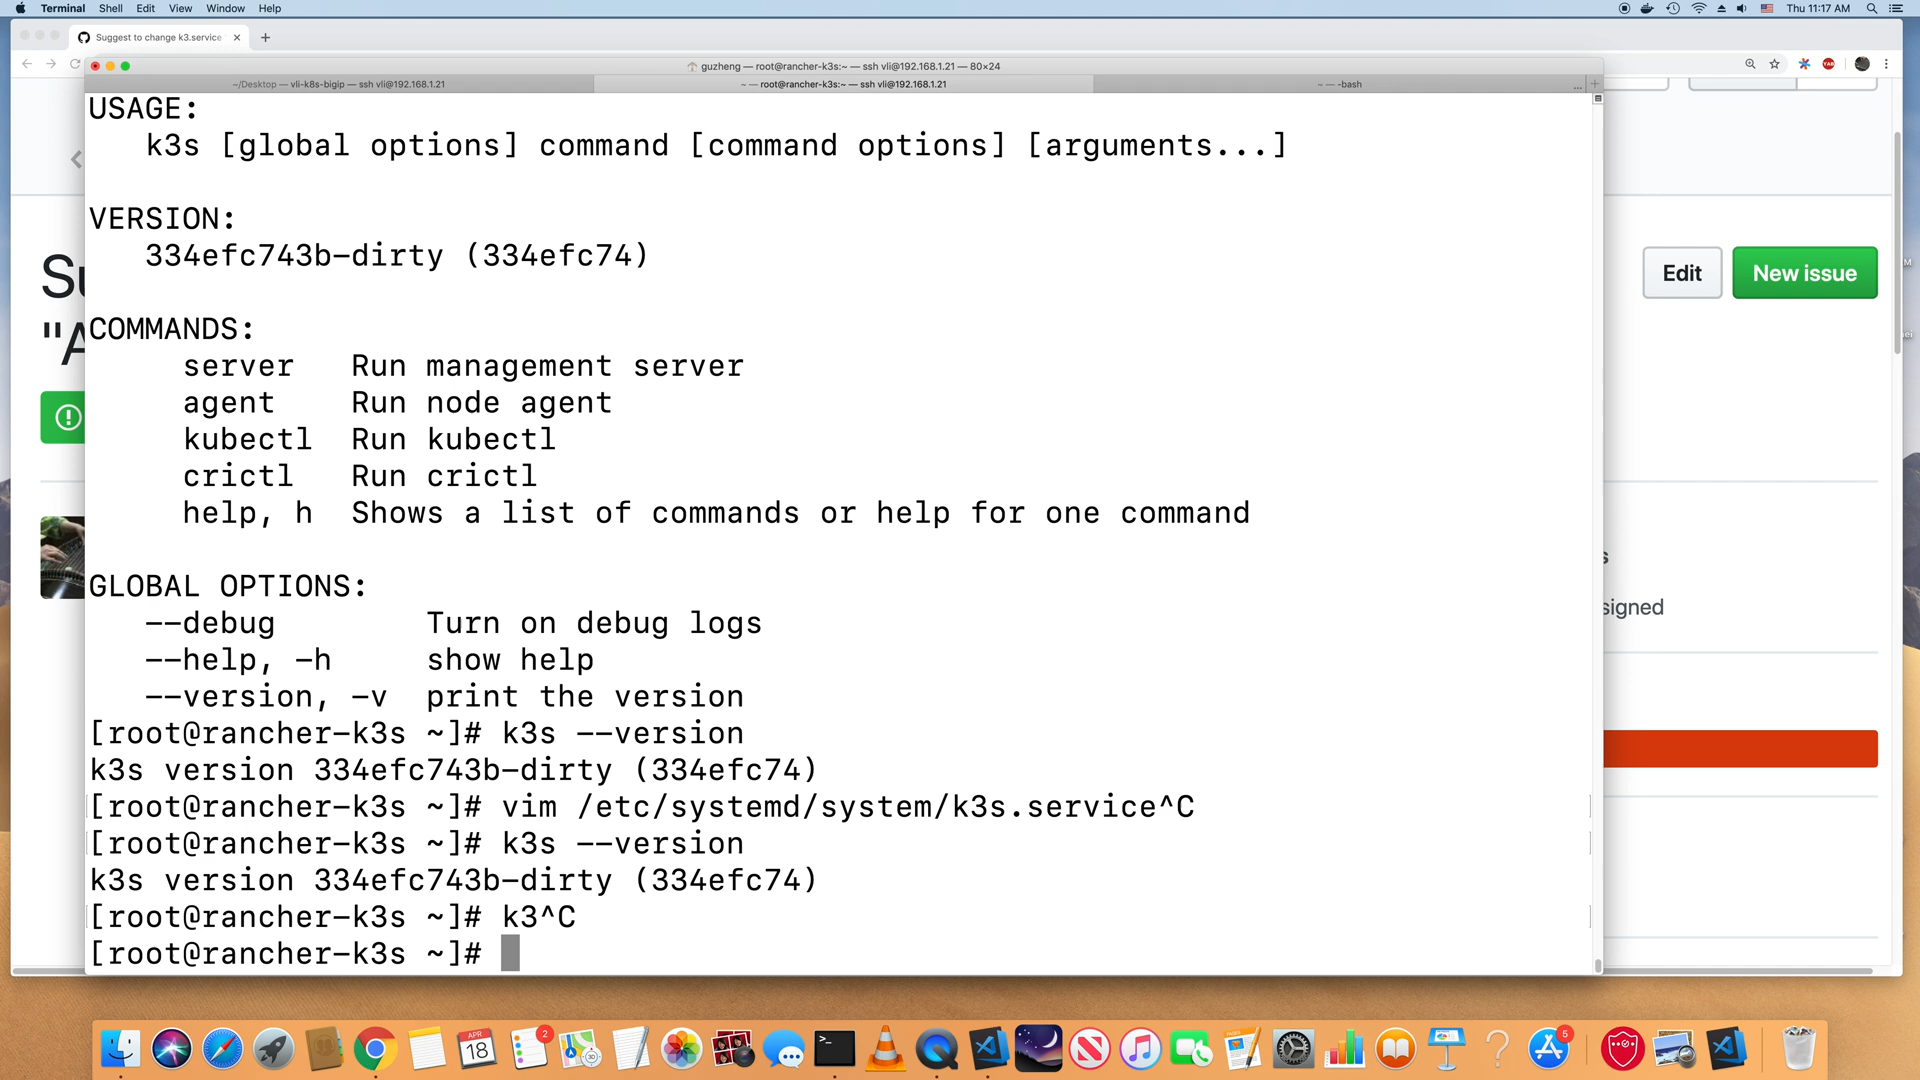 Terminal Shell Edit View Window Help Thu 11:17 AM
Suggest to change k3.service
guzheng — root@rancher-k3s:~ — ssh vli@192.168.1.21 — 80×24
~/Desktop — vli-k8s-bigip — ssh vli@192.168.1.21
~ — root@rancher-k3s:~ — ssh vli@192.168.1.21
~ — -bash
USAGE:
k3s [global options] command [command options] [arguments...]
VERSION:
334efc743b-dirty (334efc74)
COMMANDS:
server Run management server
agent Run node agent
kubectl Run kubectl
crictl Run crictl
help, h Shows a list of commands or help for one command
GLOBAL OPTIONS:
--debug Turn on debug logs
--help, -h show help
--version, -v print the version
[root@rancher-k3s ~]# k3s --version
k3s version 334efc743b-dirty (334efc74)
[root@rancher-k3s ~]# vim /etc/systemd/system/k3s.service^C
[root@rancher-k3s ~]# k3s --version
k3s version 334efc743b-dirty (334efc74)
[root@rancher-k3s ~]# k3^C
[root@rancher-k3s ~]#
Su
"A
Edit
New issue
signed
APR
18
2
5